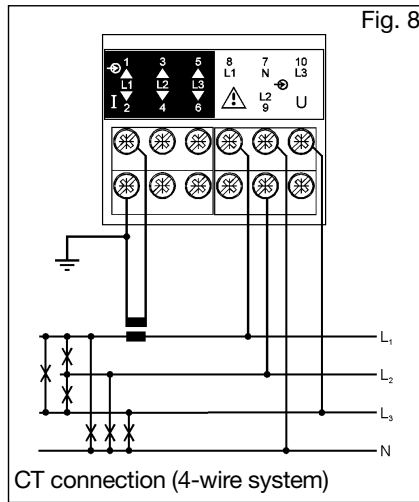 Fig. 8
1 3 5 8 7 10
L1 N L3
L1 L2 L3
I 2 4 6 L2 9 U
L₁
L₂
L₃
N
CT connection (4-wire system)